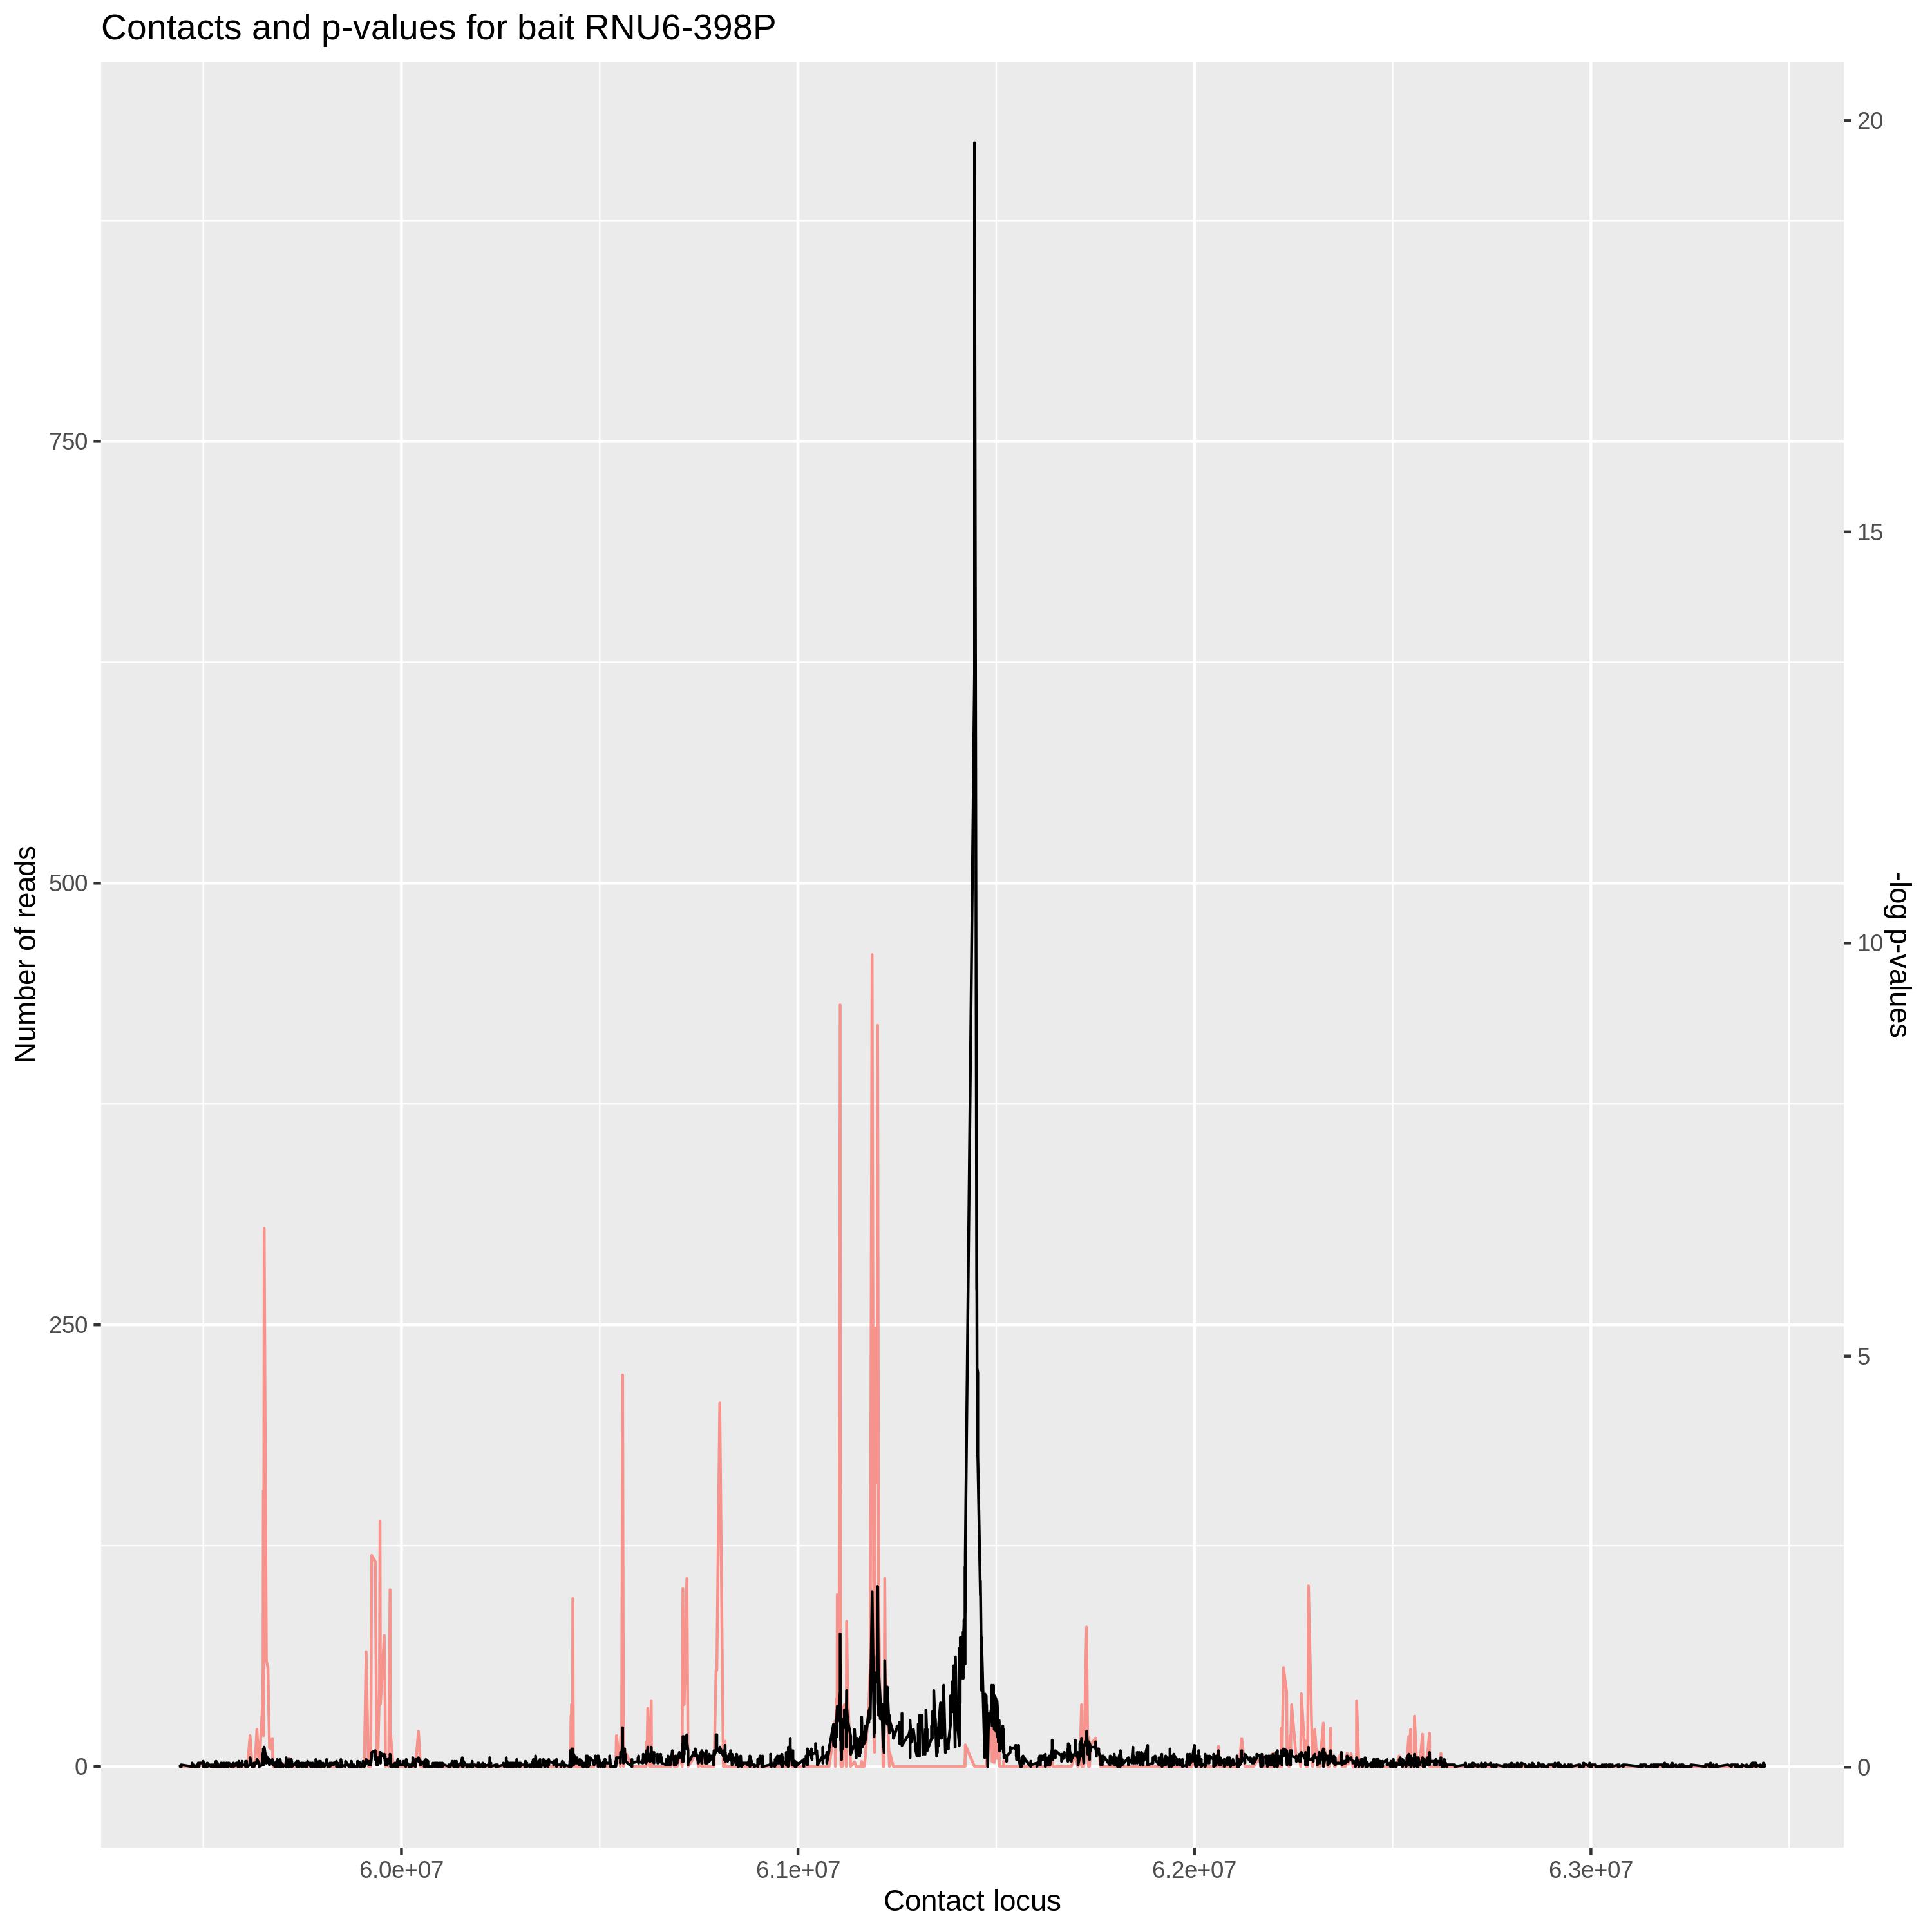 Contacts and p-values for bait RNU6-398P
Number of reads
750
500
250
0
20
15
10
5
0
-log p-values
6.0e+07
6.1e+07
6.2e+07
6.3e+07
Contact locus